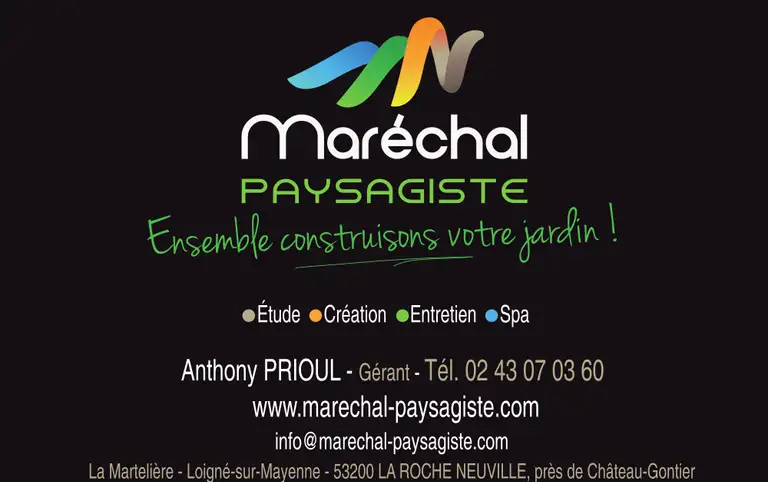 Maréchal
PAYSAGISTE
Ensemble construisons votre jardin !
Étude Création Entretien Spa
Anthony PRIOUL - Gérant - Tél. 02 43 07 03 60
www.marechal-paysagiste.com
info@marechal-paysagiste.com
La Martelière - Loigné-sur-Mayenne - 53200 LA ROCHE NEUVILLE, près de Château-Gontier